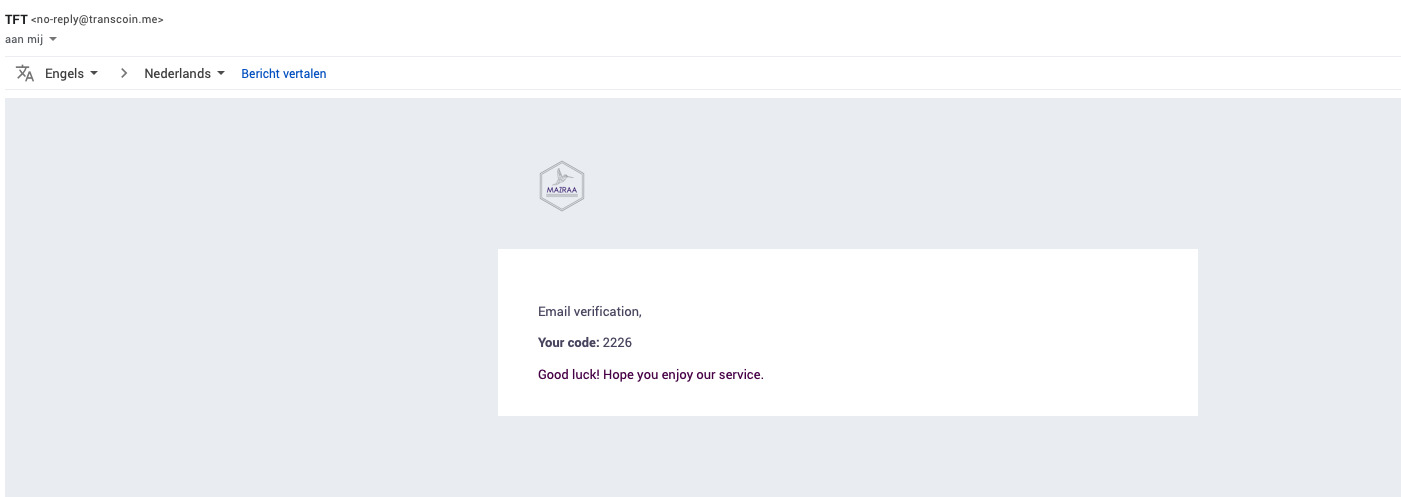 TFT <no-reply@transcoin.me>
aan mij
Engels > Nederlands Bericht vertalen
MAZRAA
Email verification,
Your code: 2226
Good luck! Hope you enjoy our service.